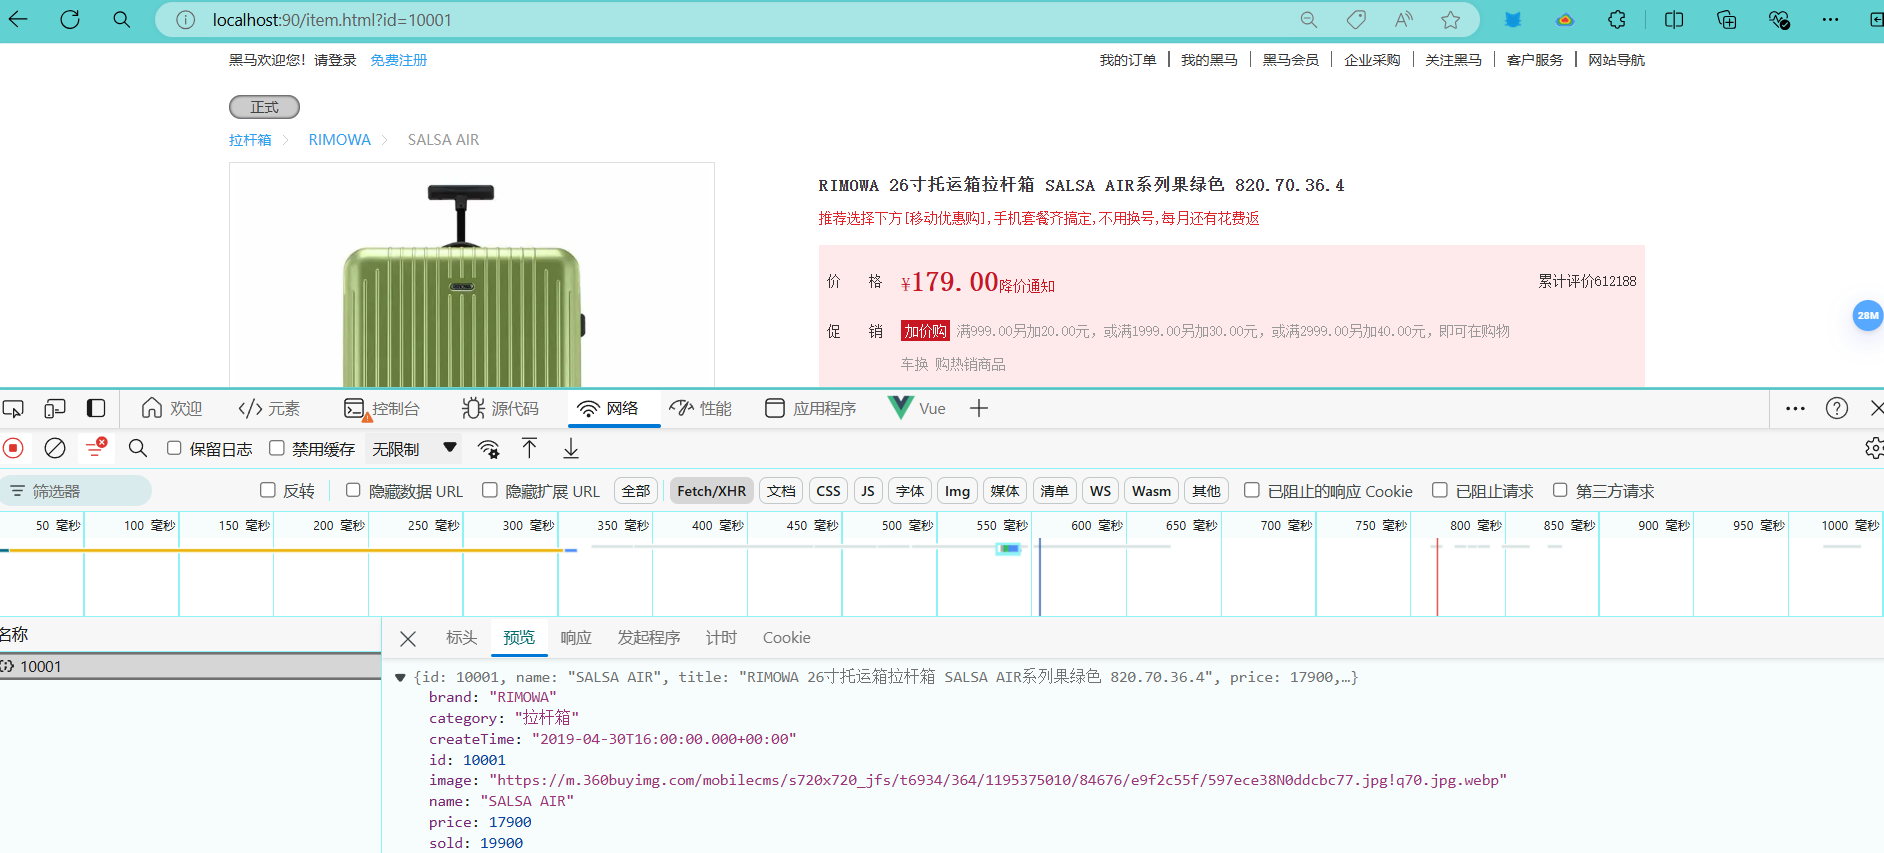 localhost:90/item.html?id=10001
黑马欢迎您！请登录 免费注册
我的订单 我的黑马 黑马会员 企业采购 关注黑马 客户服务 网站导航
正式
拉杆箱 RIMOWA SALSA AIR
RIMOWA 26寸托运箱拉杆箱 SALSA AIR系列果绿色 820.70.36.4
推荐选择下方[移动优惠购],手机套餐齐搞定,不用换号,每月还有花费返
价 格 ¥179.00降价通知 累计评价612188
28M
促 销 加价购 满999.00另加20.00元，或满1999.00另加30.00元，或满2999.00另加40.00元，即可在购物
车换 购热销商品
欢迎 元素 控制台 源代码 网络 性能 应用程序 Vue
保留日志 禁用缓存 无限制
筛选器 反转 隐藏数据 URL 隐藏扩展 URL 全部 Fetch/XHR 文档 CSS JS 字体 Img 媒体 清单 WS Wasm 其他 已阻止的响应 Cookie 已阻止请求 第三方请求
50 毫秒 100 毫秒 150 毫秒 200 毫秒 250 毫秒 300 毫秒 350 毫秒 400 毫秒 450 毫秒 500 毫秒 550 毫秒 600 毫秒 650 毫秒 700 毫秒 750 毫秒 800 毫秒 850 毫秒 900 毫秒 950 毫秒 1000 毫秒
名称
10001
标头 预览 响应 发起程序 计时 Cookie
{id: 10001, name: "SALSA AIR", title: "RIMOWA 26寸托运箱拉杆箱 SALSA AIR系列果绿色 820.70.36.4", price: 17900,…}
brand: "RIMOWA"
category: "拉杆箱"
createTime: "2019-04-30T16:00:00.000+00:00"
id: 10001
image: "https://m.360buyimg.com/mobilecms/s720x720_jfs/t6934/364/1195375010/84676/e9f2c55f/597ece38N0ddcbc77.jpg!q70.jpg.webp"
name: "SALSA AIR"
price: 17900
sold: 19900